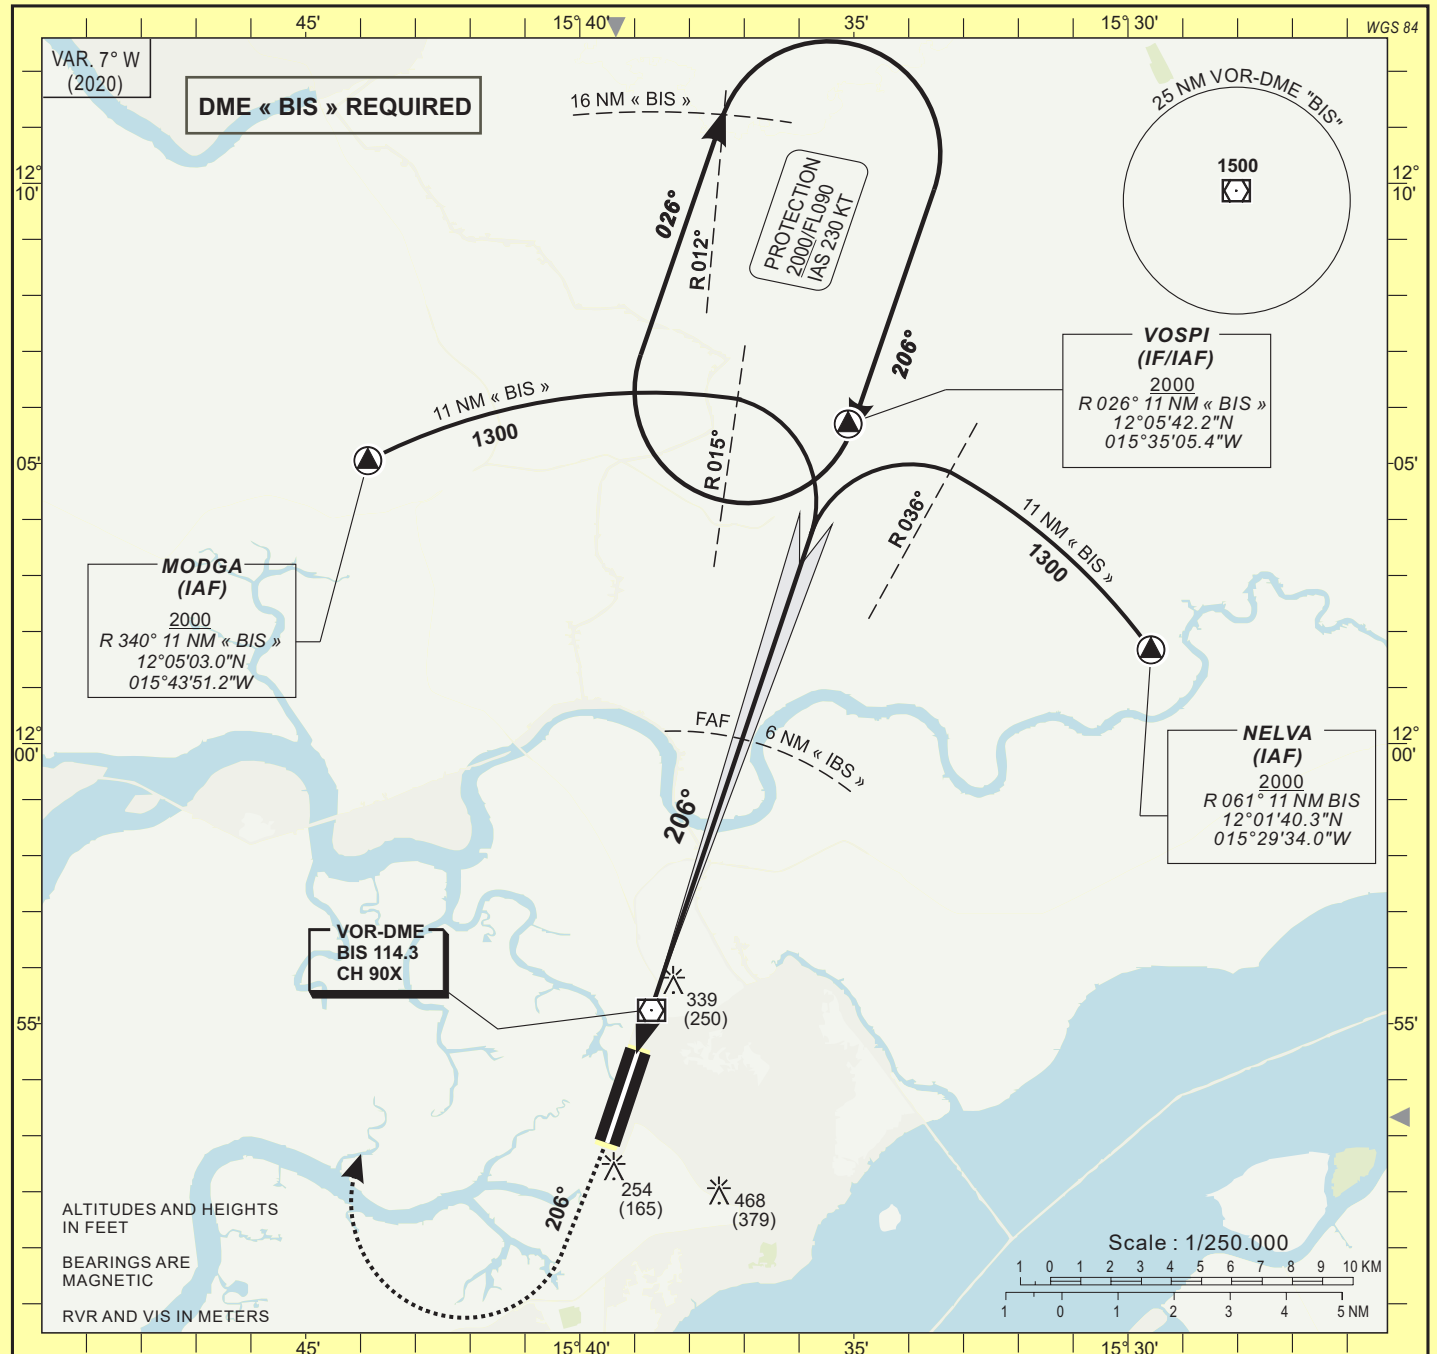 45'
15° 40'
35'
15° 30'
WGS 84
VAR. 7° W
(2020)
DME « BIS » REQUIRED
16 NM « BIS »
25 NM VOR-DME "BIS"
1500
12°
10'
12°
10'
PROTECTION
2000/FL090
IAS 230 KT
026°
R 012°
206°
VOSPI
(IF/IAF)
2000
R 026° 11 NM « BIS »
12°05'42.2"N
015°35'05.4"W
11 NM « BIS »
1300
R 015°
05'
05'
R 036°
11 NM « BIS »
1300
MODGA
(IAF)
2000
R 340° 11 NM « BIS »
12°05'03.0"N
015°43'51.2"W
FAF
6 NM « IBS »
12°
00'
12°
00'
NELVA
(IAF)
2000
R 061° 11 NM BIS
12°01'40.3"N
015°29'34.0"W
206°
VOR-DME
BIS 114.3
CH 90X
339
(250)
55'
55'
254
(165)
468
(379)
206°
ALTITUDES AND HEIGHTS
IN FEET
BEARINGS ARE
MAGNETIC
RVR AND VIS IN METERS
Scale : 1/250.000
1 0 1 2 3 4 5 6 7 8 9 10 KM
1 0 1 2 3 4 5 NM
45'
15° 40'
35'
15° 30'